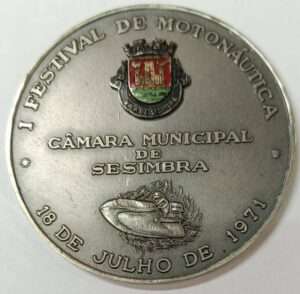 I FESTIVAL DE MOTONÁUTICA
CÂMARA MUNICIPAL
DE
SESIMBRA
18 DE JULHO DE 1971